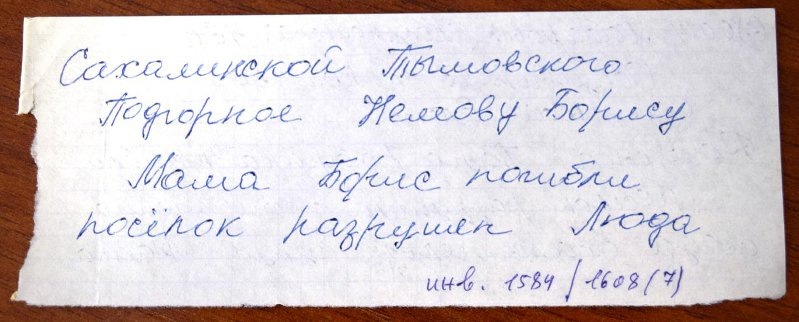 Сахалинской Тымовского
Подгорное Немову Борису
Мама Борис погибли
посёлок разрушен Люда
инв. 1584/1608(7)